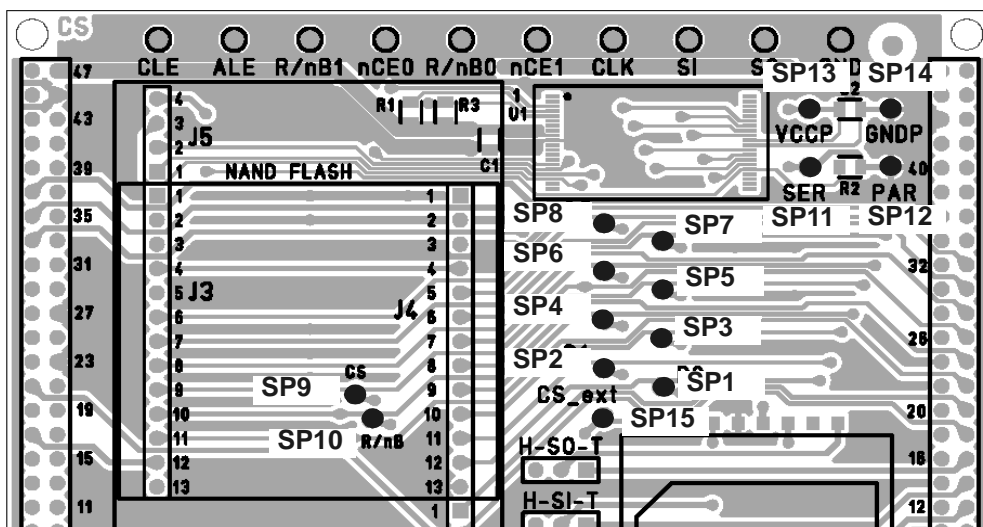 CS
CLE ALE R/nB1 nCE0 R/nB0 nCE1 CLK SI
SP13 SP14
47
4
R1 R3
1
U1
43
3
J5
VCCP GNDP
2
C1
39
1
NAND FLASH
40
R2
SER PAR
1 1
SP8
SP11 SP12
35
2 2
SP7
3 3
SP6
31
4 4
32
SP5
5 J3 5
27
J4
SP4
6 6
7 7
SP3
28
23
8 8
SP2
CS
SP9
9 9
SP1
CS_ext
19
10 10
20
SP15
SP10
R/nB
11 11
H-SO-T
15
12 12
16
13 13
H-SI-T
11
1
12